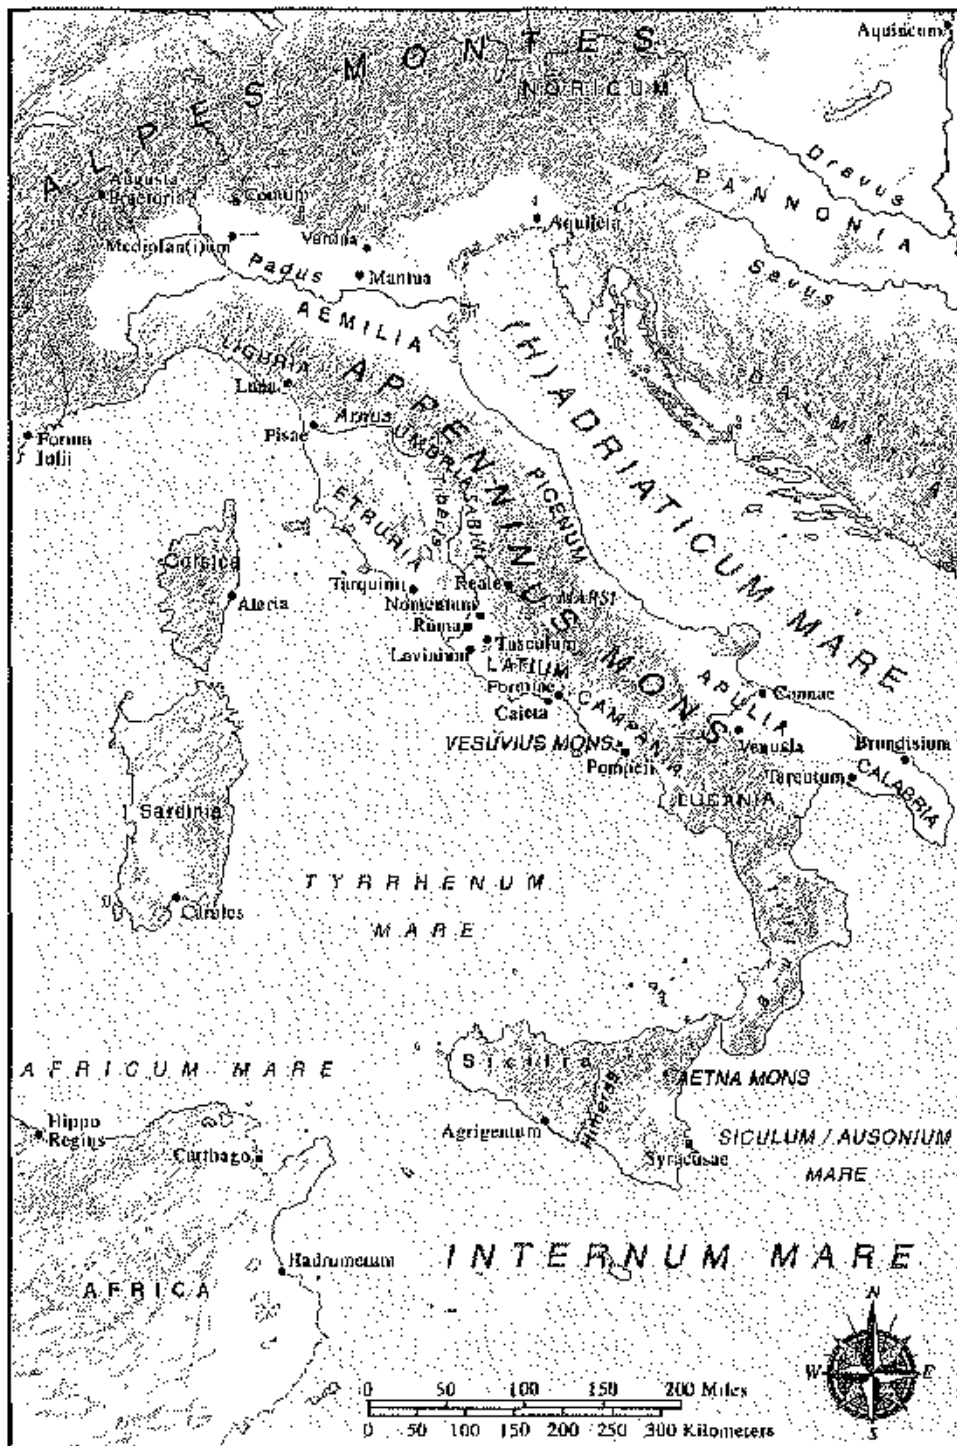 ALPES MONTES
Aquincum
NORICUM
Dravus
PANNONIA
Savus
Augusta
Praetoria
Comum
Aquileia
Mediolan(i)um
Verona
Padus
Mantua
AEMILIA
LIGURIA
Luna
(H)ADRIATICUM MARE
APPENNINUS MONS
Forum
Iulii
Pisae
Arnus
UMBRIA
Tiberis
SABINI
PICENUM
ETRURIA
Corsica
Aleria
Tarquinii
Reate
MARSI
Nomentum
Roma
Tusculum
Lavinium
LATIUM
Formiae
Caieta
CAMPANIA
APULIA
Cannae
VESUVIUS MONS
Pompeii
Venusia
Brundisium
Tarentum
CALABRIA
LUCANIA
Sardinia
Carales
TYRRHENUM
MARE
AFRICUM MARE
Sicilia
AETNA MONS
Himeras
Hippo
Regius
Agrigentum
Syracusae
SICULUM / AUSONIUM
MARE
Carthago
INTERNUM MARE
Hadrumetum
AFRICA
N
W E
S
0 50 100 150 200 Miles
0 50 100 150 200 250 300 Kilometers